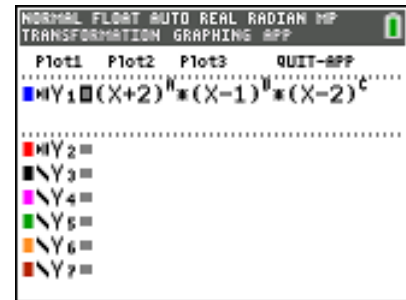 NORMAL FLOAT AUTO REAL RADIAN MP
TRANSFORMATION GRAPHING APP
Plot1 Plot2 Plot3 QUIT-APP
Y1=(X+2)^A*(X-1)^B*(X-2)^C
Y2=
Y3=
Y4=
Y5=
Y6=
Y7=